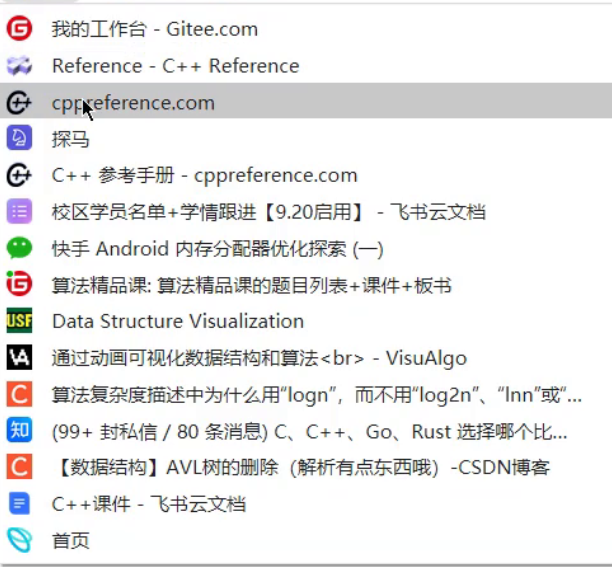 我的工作台 - Gitee.com
Reference - C++ Reference
cppreference.com
探马
C++ 参考手册 - cppreference.com
校区学员名单+学情跟进【9.20启用】 - 飞书云文档
快手 Android 内存分配器优化探索 (一)
算法精品课: 算法精品课的题目列表+课件+板书
USF Data Structure Visualization
通过动画可视化数据结构和算法<br> - VisuAlgo
算法复杂度描述中为什么用“logn”，而不用“log2n”、“lnn”或“...
知 (99+ 封私信 / 80 条消息) C、C++、Go、Rust 选择哪个比...
【数据结构】AVL树的删除（解析有点东西哦）-CSDN博客
C++课件 - 飞书云文档
首页